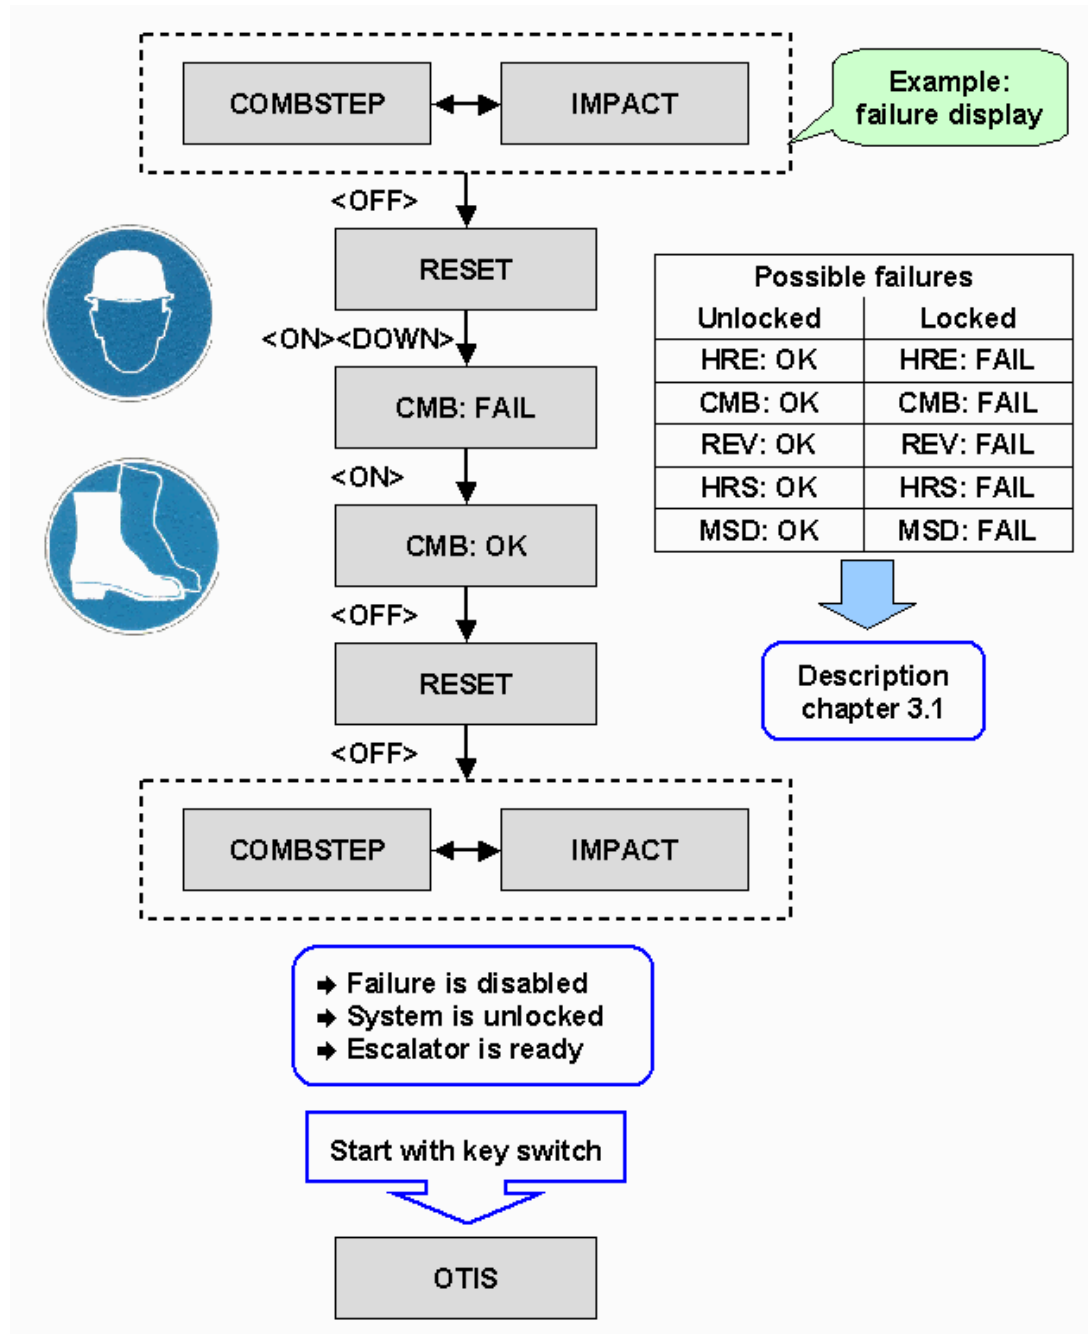 COMBSTEP
IMPACT
Example:
failure display
<OFF>
RESET
<ON><DOWN>
CMB: FAIL
<ON>
CMB: OK
<OFF>
RESET
<OFF>
COMBSTEP
IMPACT
Possible failures
Unlocked Locked
HRE: OK HRE: FAIL
CMB: OK CMB: FAIL
REV: OK REV: FAIL
HRS: OK HRS: FAIL
MSD: OK MSD: FAIL
Description
chapter 3.1
Failure is disabled
System is unlocked
Escalator is ready
Start with key switch
OTIS